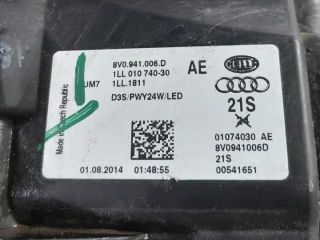 8V0.941.006.D
1LL 010 740-30
1LL.1811
AE
HELLA
UM7
D3S/PWY24W/LED
21S
Made in Czech Republic
01074030 AE
8V0941006D
21S
00541651
01.08.2014 01:48:55